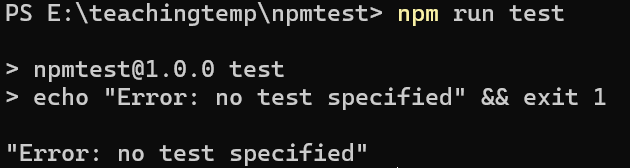 PS E:\teachingtemp\npmtest> npm run test
> npmtest@1.0.0 test
> echo "Error: no test specified" && exit 1
"Error: no test specified"